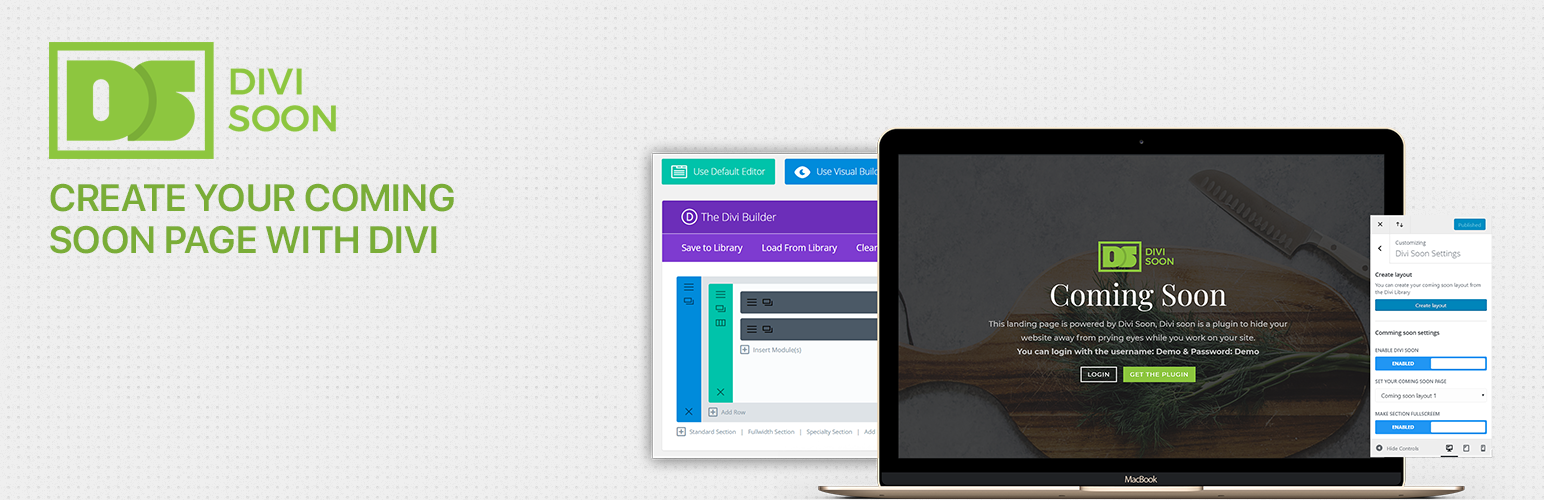 DS
DIVI
SOON
CREATE YOUR COMING
SOON PAGE WITH DIVI
Use Default Editor
Use Visual Builc
D The Divi Builder
Save to Library
Load From Library
Clear
Insert Module(s)
Add Row
Standard Section | Fullwidth Section | Specialty Section | Add
DS
DIVI
SOON
Coming Soon
This landing page is powered by Divi Soon, Divi soon is a plugin to hide your
website away from prying eyes while you work on your site.
You can login with the username: Demo & Password: Demo
LOGIN
GET THE PLUGIN
MacBook
Published
Customizing
Divi Soon Settings
Create layout
You can create your coming soon layout from
the Divi Library
Create layout
Comming soon settings
ENABLE DIVI SOON
ENABLED
SET YOUR COMING SOON PAGE
Coming soon layout 1
MAKE SECTION FULLSCREEM
ENABLED
Hide Controls